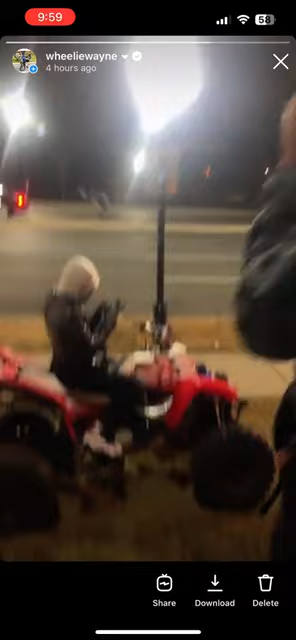 9:59
58
wheeliewayne
4 hours ago
Share
Download
Delete